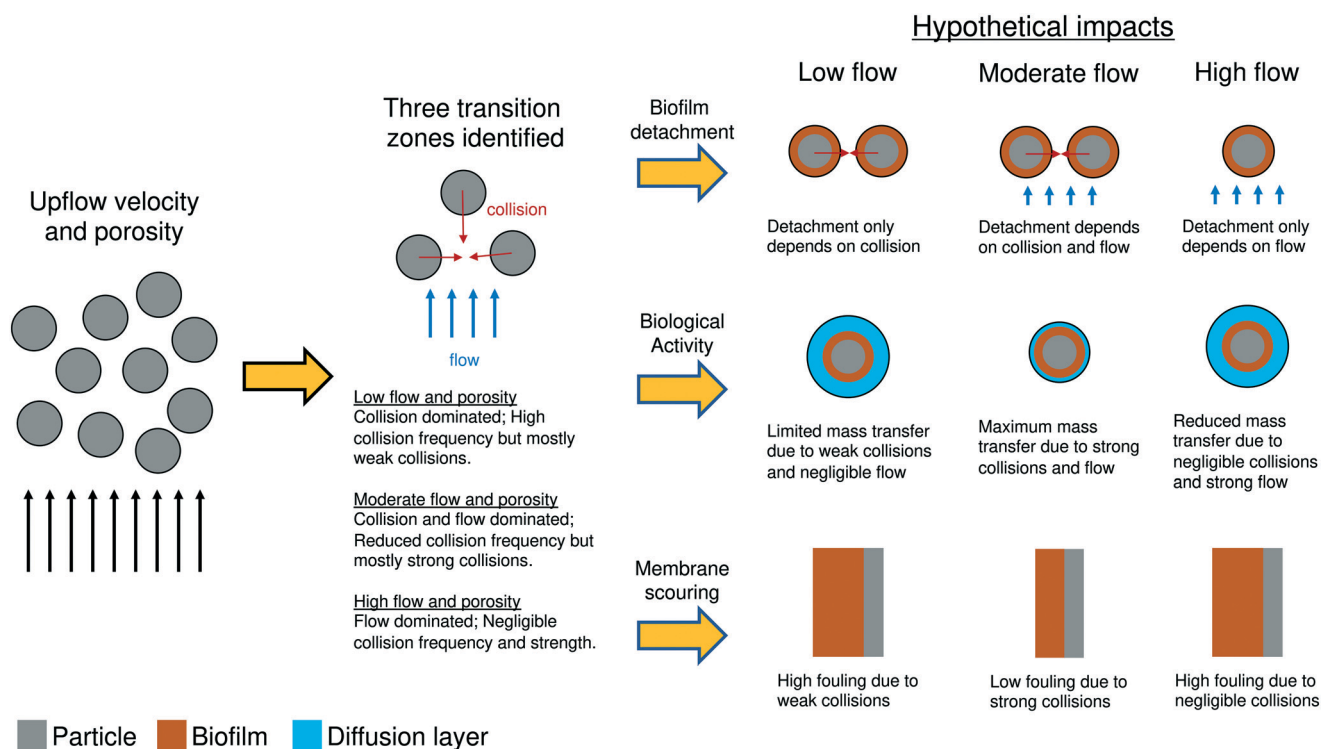 Upflow velocity
and porosity
Three transition
zones identified
collision
flow
Low flow and porosity
Collision dominated; High
collision frequency but mostly
weak collisions.
Moderate flow and porosity
Collision and flow dominated;
Reduced collision frequency but
mostly strong collisions.
High flow and porosity
Flow dominated; Negligible
collision frequency and strength.
Hypothetical impacts
Low flow
Moderate flow
High flow
Biofilm
detachment
Detachment only
depends on collision
Detachment depends
on collision and flow
Detachment only
depends on flow
Biological
Activity
Limited mass transfer
due to weak collisions
and negligible flow
Maximum mass
transfer due to strong
collisions and flow
Reduced mass
transfer due to
negligible collisions
and strong flow
Membrane
scouring
High fouling due to
weak collisions
Low fouling due to
strong collisions
High fouling due to
negligible collisions
Particle
Biofilm
Diffusion layer